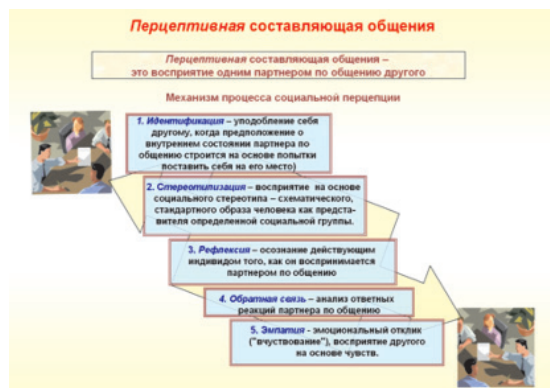 Перцептивная составляющая общения
Перцептивная составляющая общения –
это восприятие одним партнером по общению другого
Механизм процесса социальной перцепции
1. Идентификация – уподобление себя
другому, когда предположение о
внутреннем состоянии партнера по
общению строится на основе попытки
поставить себя на его место)
2. Стереотипизация – восприятие на основе
социального стереотипа – схематического,
стандартного образа человека как предста-
вителя определенной социальной группы.
3. Рефлексия – осознание действующим
индивидом того, как он воспринимается
партнером по общению
4. Обратная связь – анализ ответных
реакций партнера по общению
5. Эмпатия - эмоциональный отклик
("вчуствование"), восприятие другого
на основе чувств.